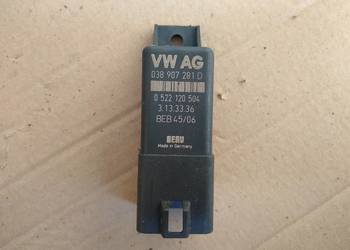 VW AG
038 907 281 D
0 522 120 504
3.13.33.36
BEB 45/06
BERU
Made in Germany